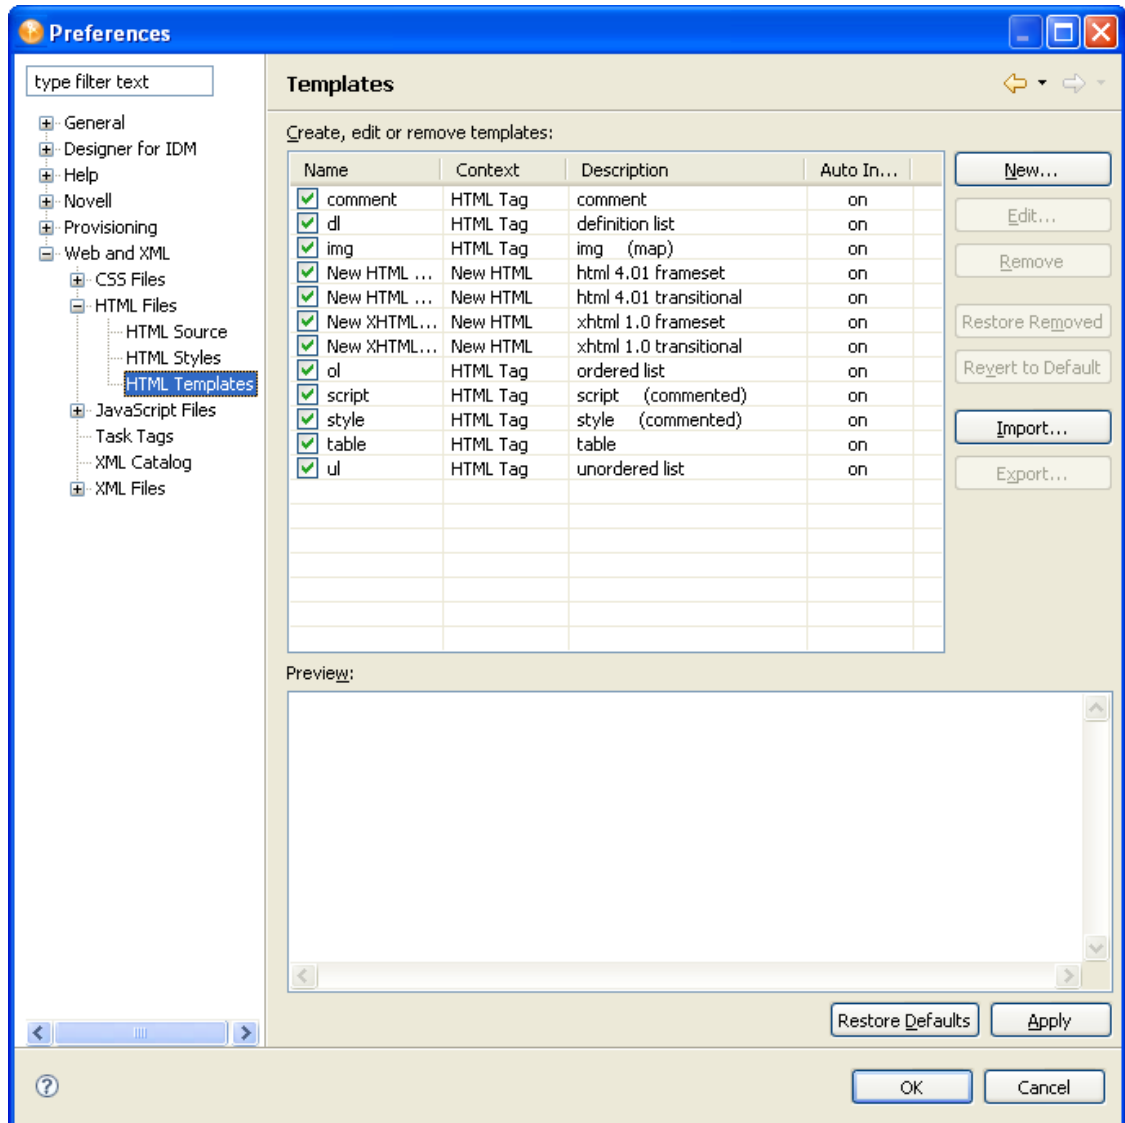 Preferences
type filter text
General
Designer for IDM
Help
Novell
Provisioning
Web and XML
CSS Files
HTML Files
HTML Source
HTML Styles
HTML Templates
JavaScript Files
Task Tags
XML Catalog
XML Files
Templates
Create, edit or remove templates:
Name Context Description Auto In...
comment HTML Tag comment on
dl HTML Tag definition list on
img HTML Tag img (map) on
New HTML ... New HTML html 4.01 frameset on
New HTML ... New HTML html 4.01 transitional on
New XHTML... New HTML xhtml 1.0 frameset on
New XHTML... New HTML xhtml 1.0 transitional on
ol HTML Tag ordered list on
script HTML Tag script (commented) on
style HTML Tag style (commented) on
table HTML Tag table on
ul HTML Tag unordered list on
New...
Edit...
Remove
Restore Removed
Revert to Default
Import...
Export...
Preview:
Restore Defaults Apply
OK Cancel